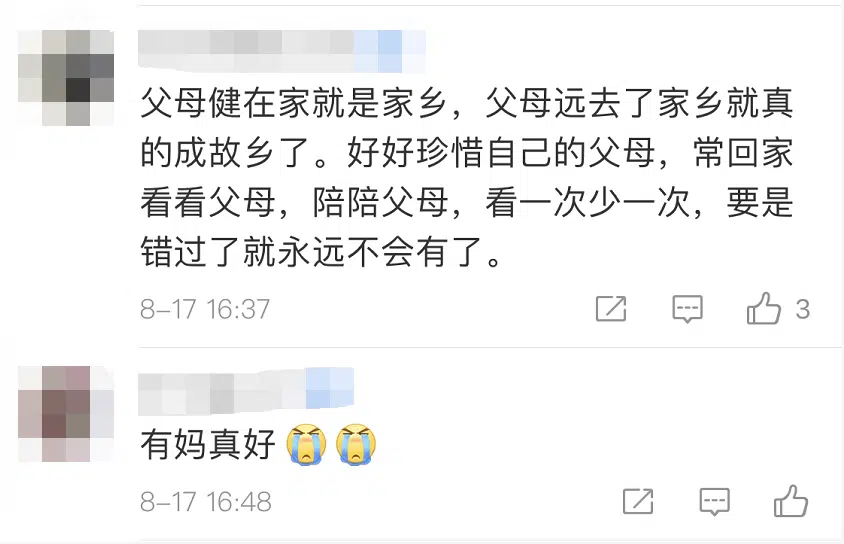 父母健在家就是家乡，父母远去了家乡就真
的成故乡了。好好珍惜自己的父母，常回家
看看父母，陪陪父母，看一次少一次，要是
错过了就永远不会有了。
8-17 16:37
3
有妈真好😭😭
8-17 16:48